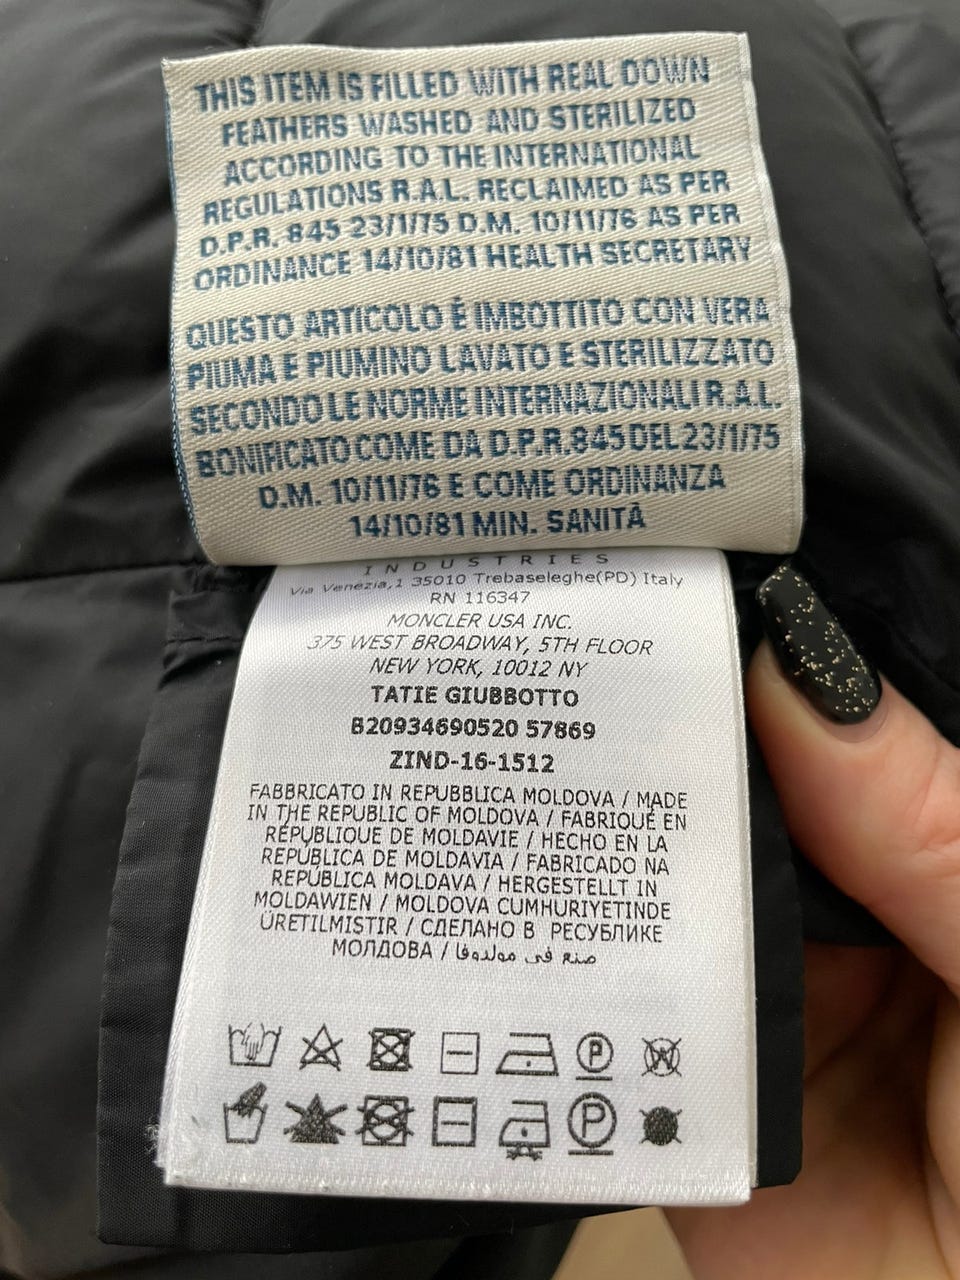 THIS ITEM IS FILLED WITH REAL DOWN
FEATHERS WASHED AND STERILIZED
ACCORDING TO THE INTERNATIONAL
REGULATIONS R.A.L. RECLAIMED AS PER
D.P.R. 845 23/1/75 D.M. 10/11/76 AS PER
ORDINANCE 14/10/81 HEALTH SECRETARY
QUESTO ARTICOLO É IMBOTTITO CON VERA
PIUMA E PIUMINO LAVATO E STERILIZZATO
SECONDO LE NORME INTERNAZIONALI R.A.L.
BONIFICATO COME DA D.P.R.845 DEL 23/1/75
D.M. 10/11/76 E COME ORDINANZA
14/10/81 MIN. SANITÂ
INDUSTRIES
Via Venezia,1 35010 Trebaseleghe(PD) Italy
RN 116347
MONCLER USA INC.
375 WEST BROADWAY, 5TH FLOOR
NEW YORK, 10012 NY
TATIE GIUBBOTTO
B20934690520 57869
ZIND-16-1512
FABBRICATO IN REPUBBLICA MOLDOVA / MADE
IN THE REPUBLIC OF MOLDOVA / FABRIQUÉ EN
RÉPUBLIQUE DE MOLDAVIE / HECHO EN LA
REPÚBLICA DE MOLDAVIA / FABRICADO NA
REPÚBLICA MOLDAVA / HERGESTELLT IN
MOLDAWIEN / MOLDOVA CUMHURIYETINDE
ÜRETILMISTIR / СДЕЛАНО В РЕСУБЛИКЕ
МОЛДОВА / صنع في مولدوفا
P W
P